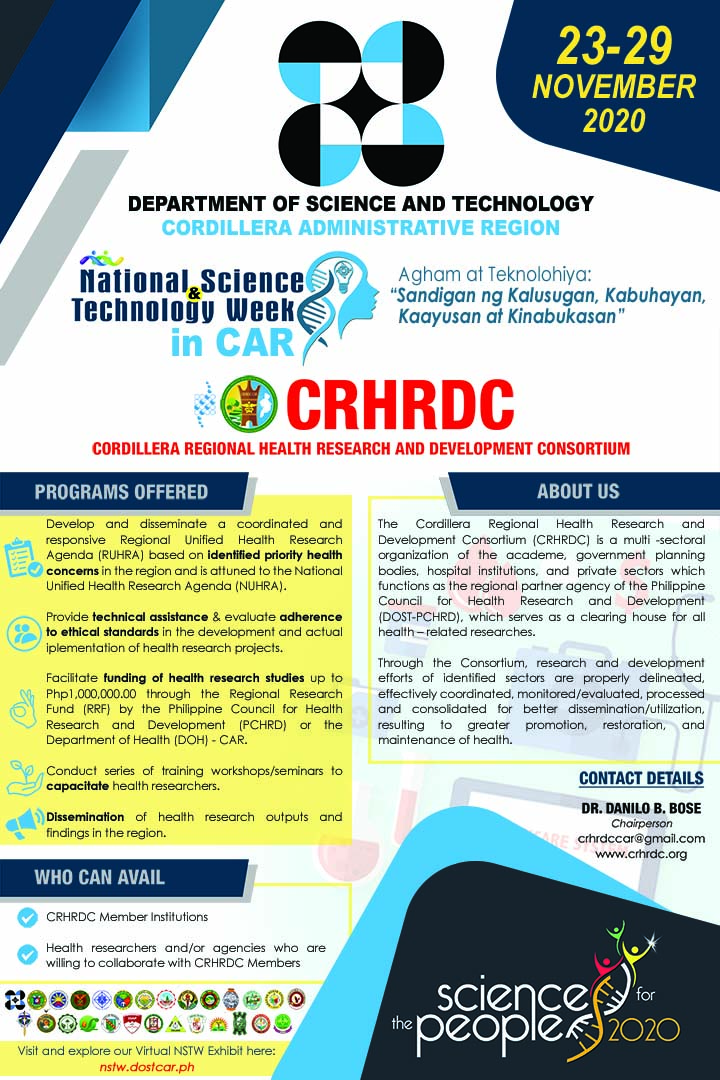 23-29
NOVEMBER
2020
DEPARTMENT OF SCIENCE AND TECHNOLOGY
CORDILLERA ADMINISTRATIVE REGION
National Science
&
Technology Week
in CAR
Agham at Teknolohiya:
“Sandigan ng Kalusugan, Kabuhayan,
Kaayusan at Kinabukasan”
CRHRDC
CORDILLERA REGIONAL HEALTH RESEARCH AND DEVELOPMENT CONSORTIUM
PROGRAMS OFFERED
Develop and disseminate a coordinated and
responsive Regional Unified Health Research
Agenda (RUHRA) based on identified priority health
concerns in the region and is attuned to the National
Unified Health Research Agenda (NUHRA).
Provide technical assistance & evaluate adherence
to ethical standards in the development and actual
iplementation of health research projects.
Facilitate funding of health research studies up to
Php1,000,000.00 through the Regional Research
Fund (RRF) by the Philippine Council for Health
Research and Development (PCHRD) or the
Department of Health (DOH) - CAR.
Conduct series of training workshops/seminars to
capacitate health researchers.
Dissemination of health research outputs and
findings in the region.
WHO CAN AVAIL
CRHRDC Member Institutions
Health researchers and/or agencies who are
willing to collaborate with CRHRDC Members
Visit and explore our Virtual NSTW Exhibit here:
nstw.dostcar.ph
ABOUT US
The Cordillera Regional Health Research and
Development Consortium (CRHRDC) is a multi -sectoral
organization of the academe, government planning
bodies, hospital institutions, and private sectors which
functions as the regional partner agency of the Philippine
Council for Health Research and Development
(DOST-PCHRD), which serves as a clearing house for all
health – related researches.
Through the Consortium, research and development
efforts of identified sectors are properly delineated,
effectively coordinated, monitored/evaluated, processed
and consolidated for better dissemination/utilization,
resulting to greater promotion, restoration, and
maintenance of health.
CONTACT DETAILS
DR. DANILO B. BOSE
Chairperson
crhrdccar@gmail.com
www.crhrdc.org
science for
the people 2020